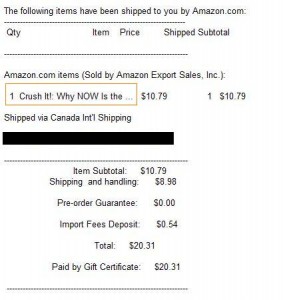 The following items have been shipped to you by Amazon.com:
---------------------------------------------------------------------
Qty Item Price Shipped Subtotal
---------------------------------------------------------------------
Amazon.com items (Sold by Amazon Export Sales, Inc.):
1 Crush It!: Why NOW Is the ... $10.79 1 $10.79
Shipped via Canada Int'l Shipping
---------------------------------------------------------------------
Item Subtotal: $10.79
Shipping and handling: $8.98
Pre-order Guarantee: $0.00
Import Fees Deposit: $0.54
Total: $20.31
Paid by Gift Certificate: $20.31
---------------------------------------------------------------------